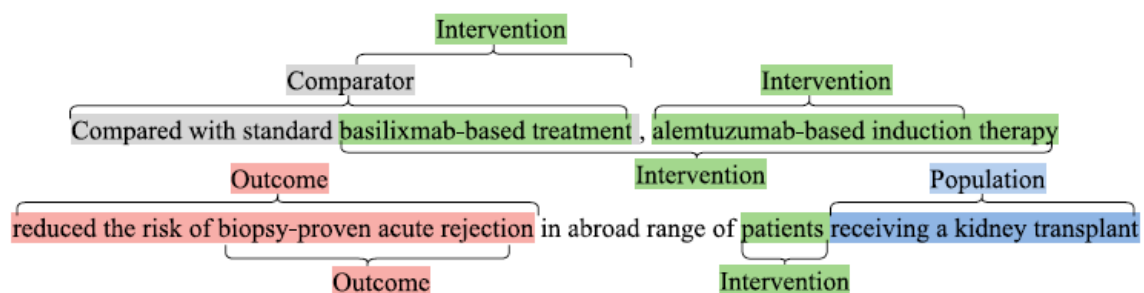 Intervention
Comparator Intervention
Compared with standard basilixmab-based treatment , alemtuzumab-based induction therapy
Outcome Intervention Population
reduced the risk of biopsy-proven acute rejection in abroad range of patients receiving a kidney transplant
Outcome Intervention